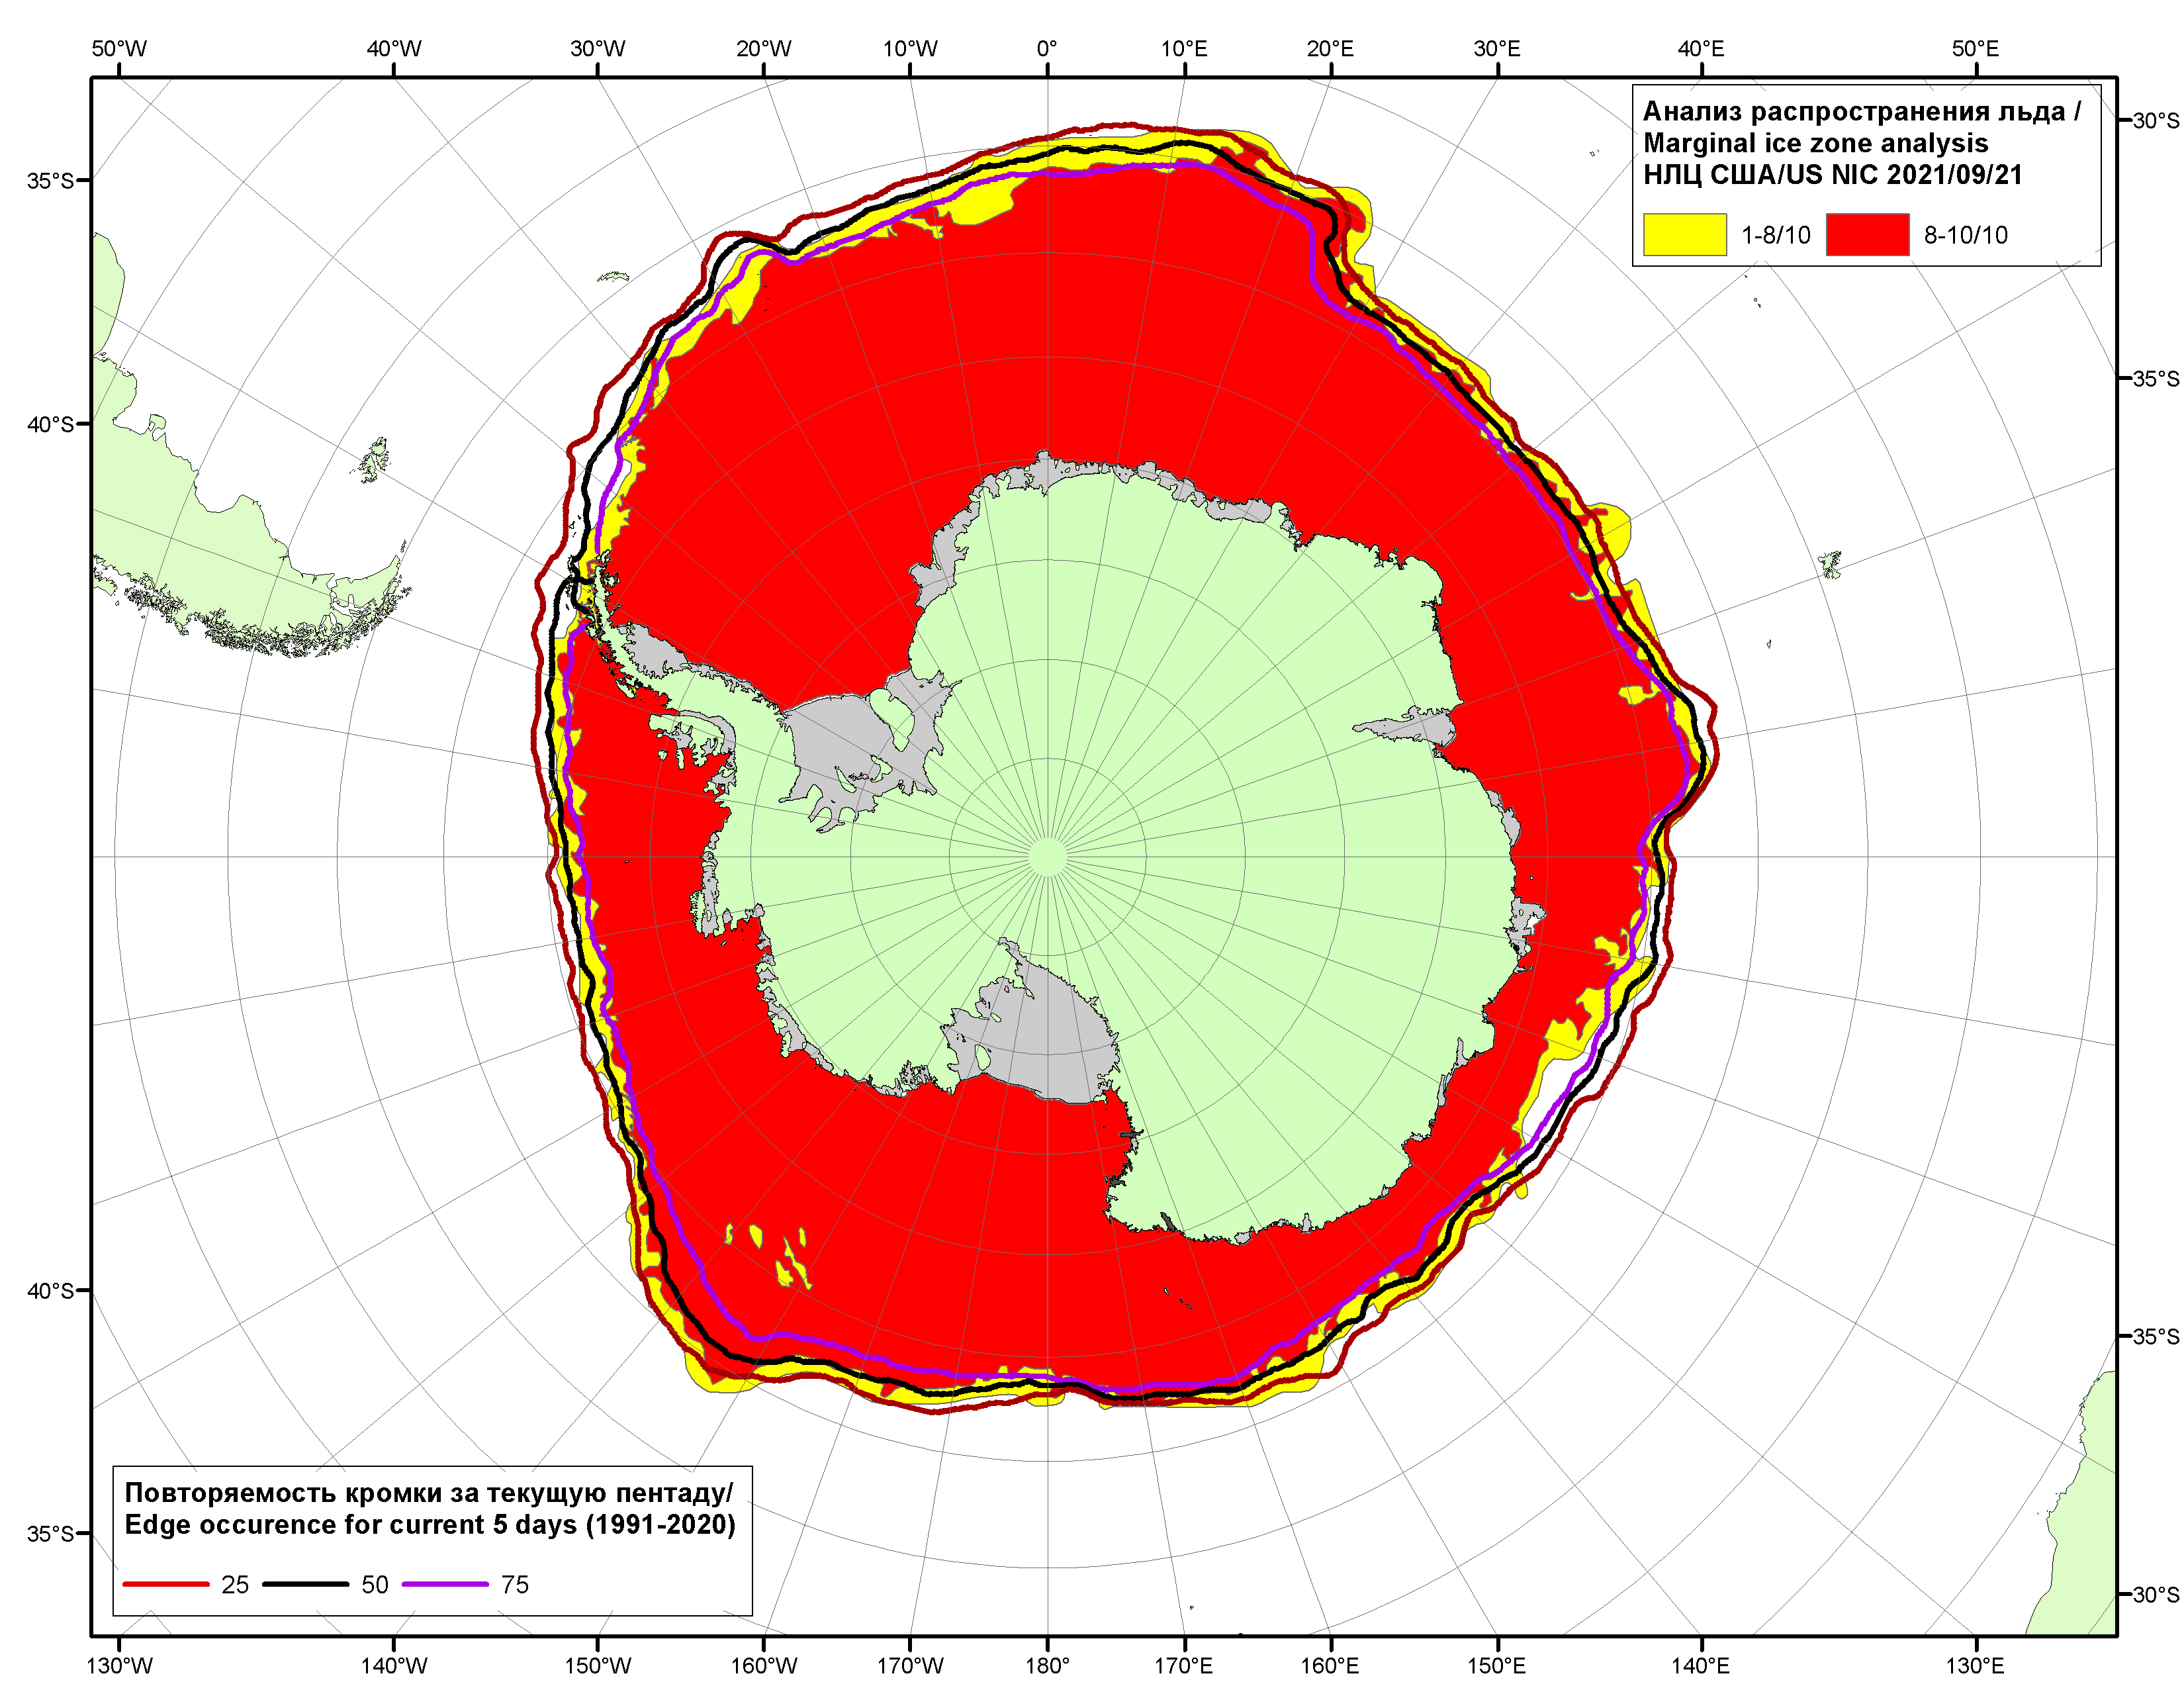 50°W 40°W 30°W 20°W 10°W 0° 10°E 20°E 30°E 40°E 50°E
Анализ распространения льда /
Marginal ice zone analysis
НЛЦ США/US NIC 2021/09/21
1-8/10 8-10/10
30°S
35°S
35°S
40°S
40°S
35°S
35°S
30°S
Повторяемость кромки за текущую пентаду/
Edge occurence for current 5 days (1991-2020)
25 50 75
130°W 140°W 150°W 160°W 170°W 180° 170°E 160°E 150°E 140°E 130°E